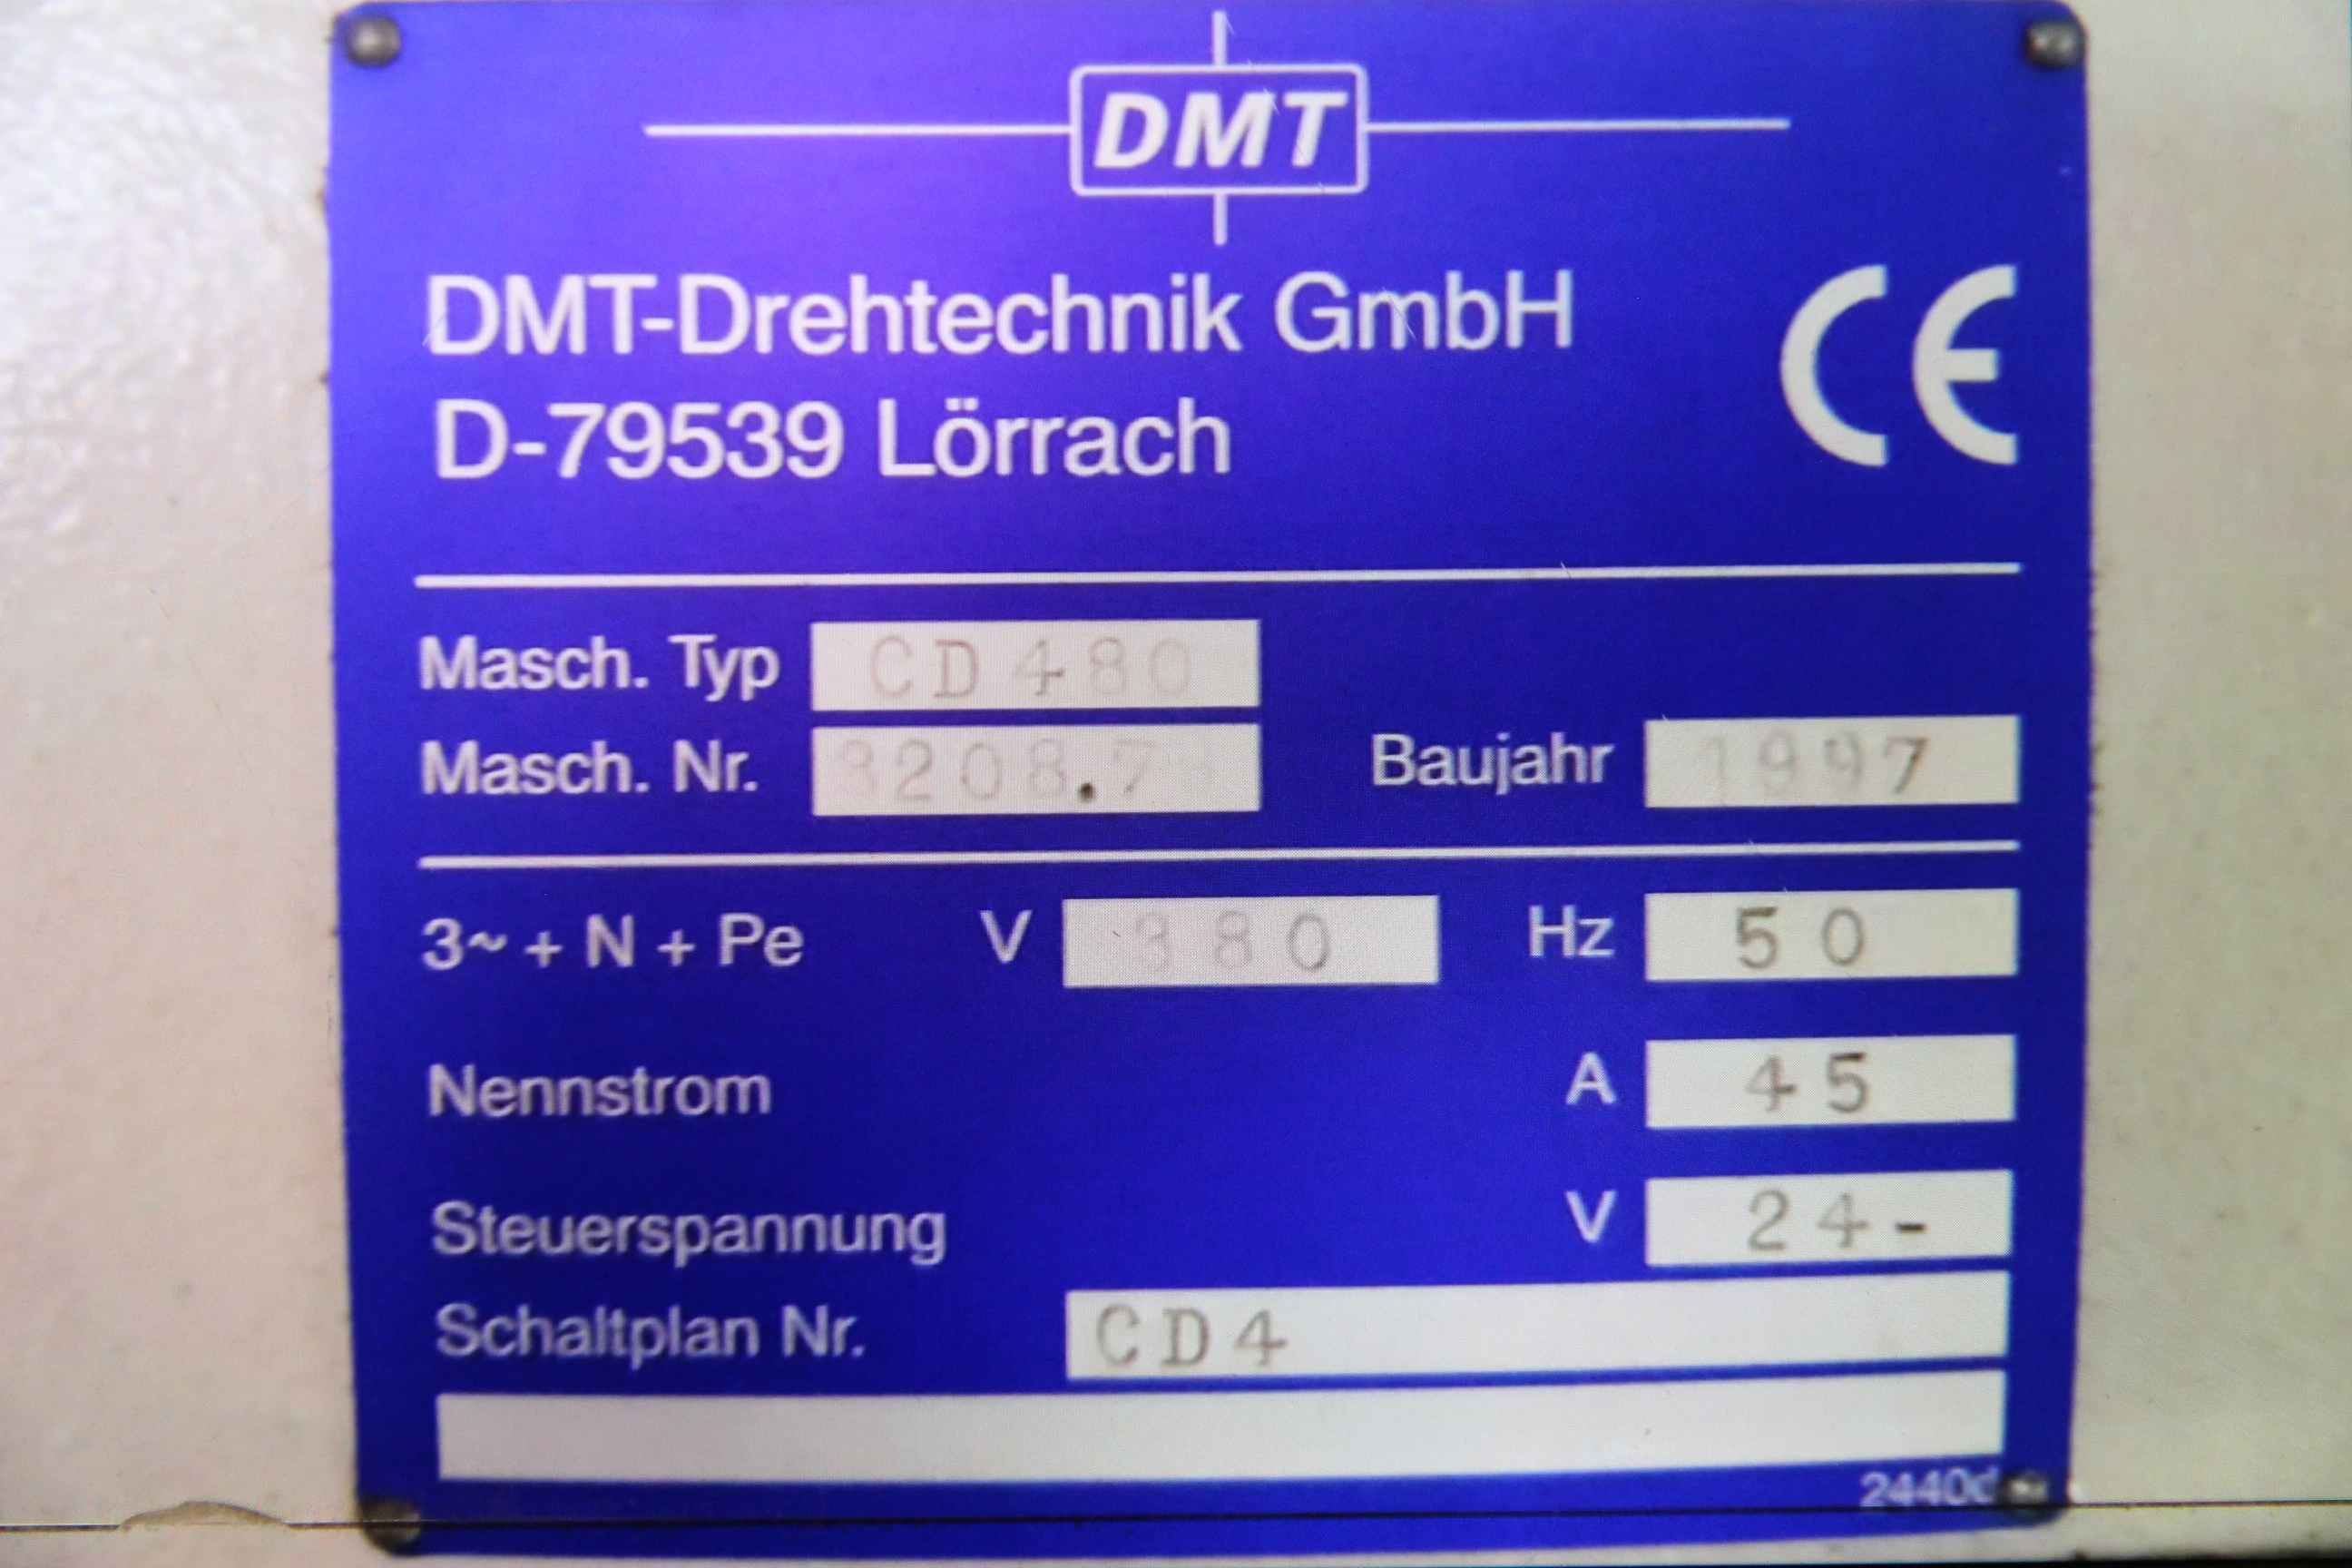 DMT
DMT-Drehtechnik GmbH
D-79539 Lörrach
CE
Masch. Typ CD480
Masch. Nr. Baujahr 1997
3~ + N + Pe V 380 Hz 50
Nennstrom A 45
Steuerspannung V 24-
Schaltplan Nr. CD4
2440d